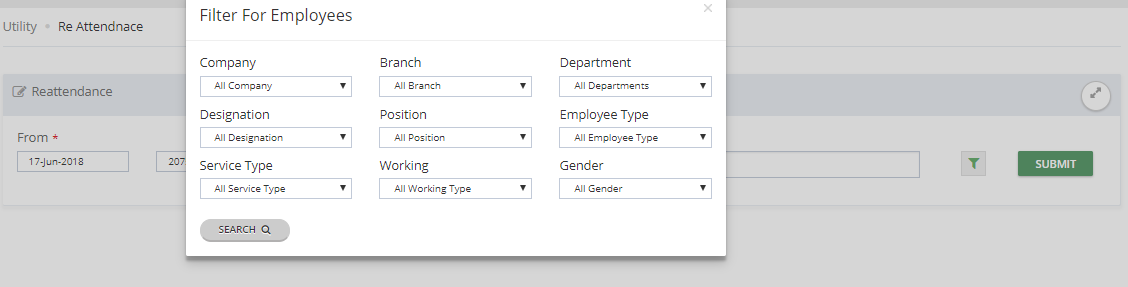 Filter For Employees ×
Utility • Re Attendnace
Company Branch Department
All Company All Branch All Departments
Reattendance
Designation Position Employee Type
All Designation All Position All Employee Type
From *
17-Jun-2018 207
Service Type Working Gender
SUBMIT
All Service Type All Working Type All Gender
SEARCH